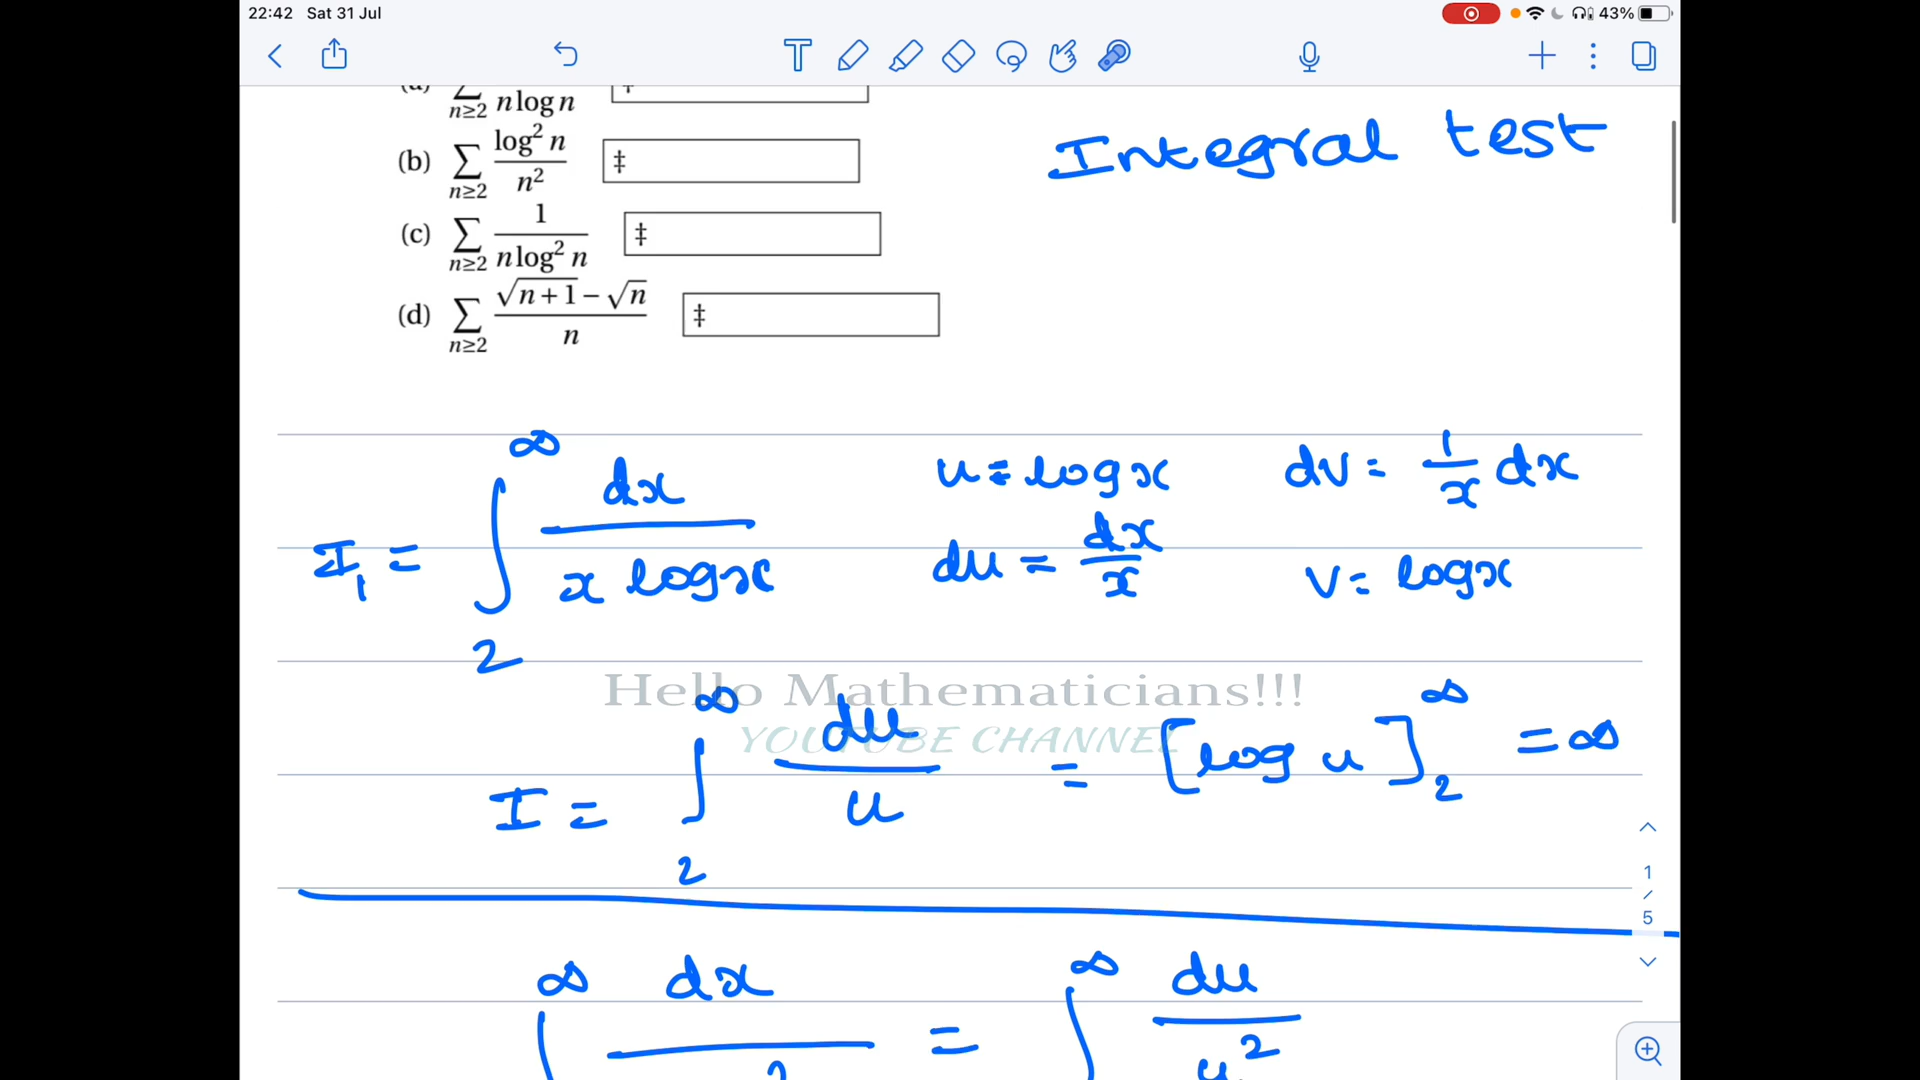 22:42 Sat 31 Jul 43%
(a) ∑ n≥2 n log n ‡
(b) ∑ n≥2 log² n / n² ‡
(c) ∑ n≥2 1 / n log² n ‡
(d) ∑ n≥2 √n+1 − √n / n ‡
Integral test
I₁ = ∫₂^∞ dx / x log x u = log x dv = 1/x dx
du = dx/x v = log x
Hello Mathematicians!!!
YOUTUBE CHANNEL
I = ∫₂^∞ du/u = [log u]₂^∞ = ∞
1
/
5
∞ dx = ∞ du / u²